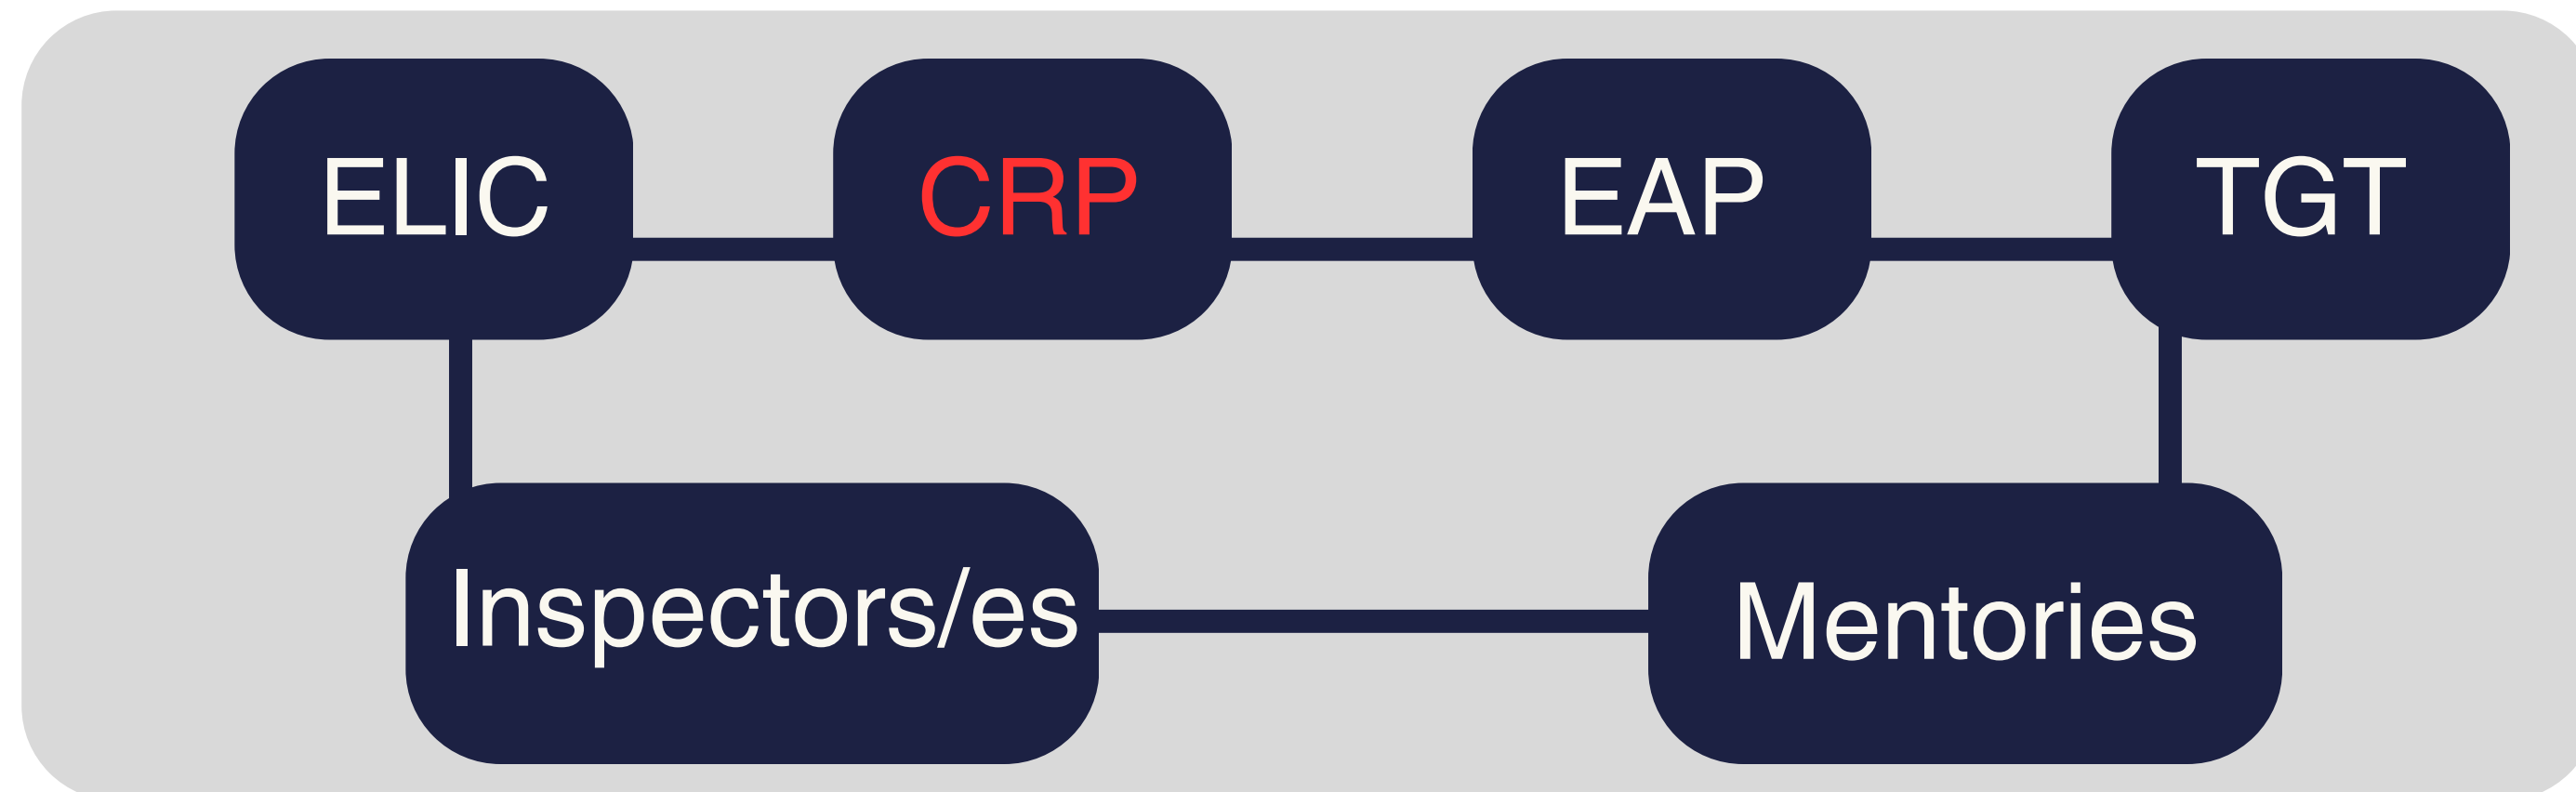 ELIC
CRP
EAP
TGT
Inspectors/es
Mentories